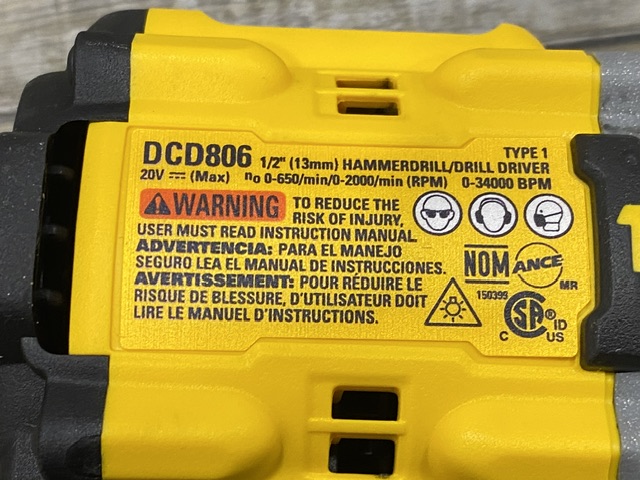 DCD806 1/2" (13mm) HAMMERDRILL/DRILL DRIVER TYPE 1
20V ⎓ (Max) no 0-650/min/0-2000/min (RPM) 0-34000 BPM
WARNING TO REDUCE THE
RISK OF INJURY,
USER MUST READ INSTRUCTION MANUAL
ADVERTENCIA: PARA EL MANEJO
SEGURO LEA EL MANUAL DE INSTRUCCIONES.
AVERTISSEMENT: POUR RÉDUIRE LE
RISQUE DE BLESSURE, D'UTILISATEUR DOIT
LIRE LE MANUEL D'INSTRUCTIONS.
NOM ANCE MR
150395
C SA ® ID US